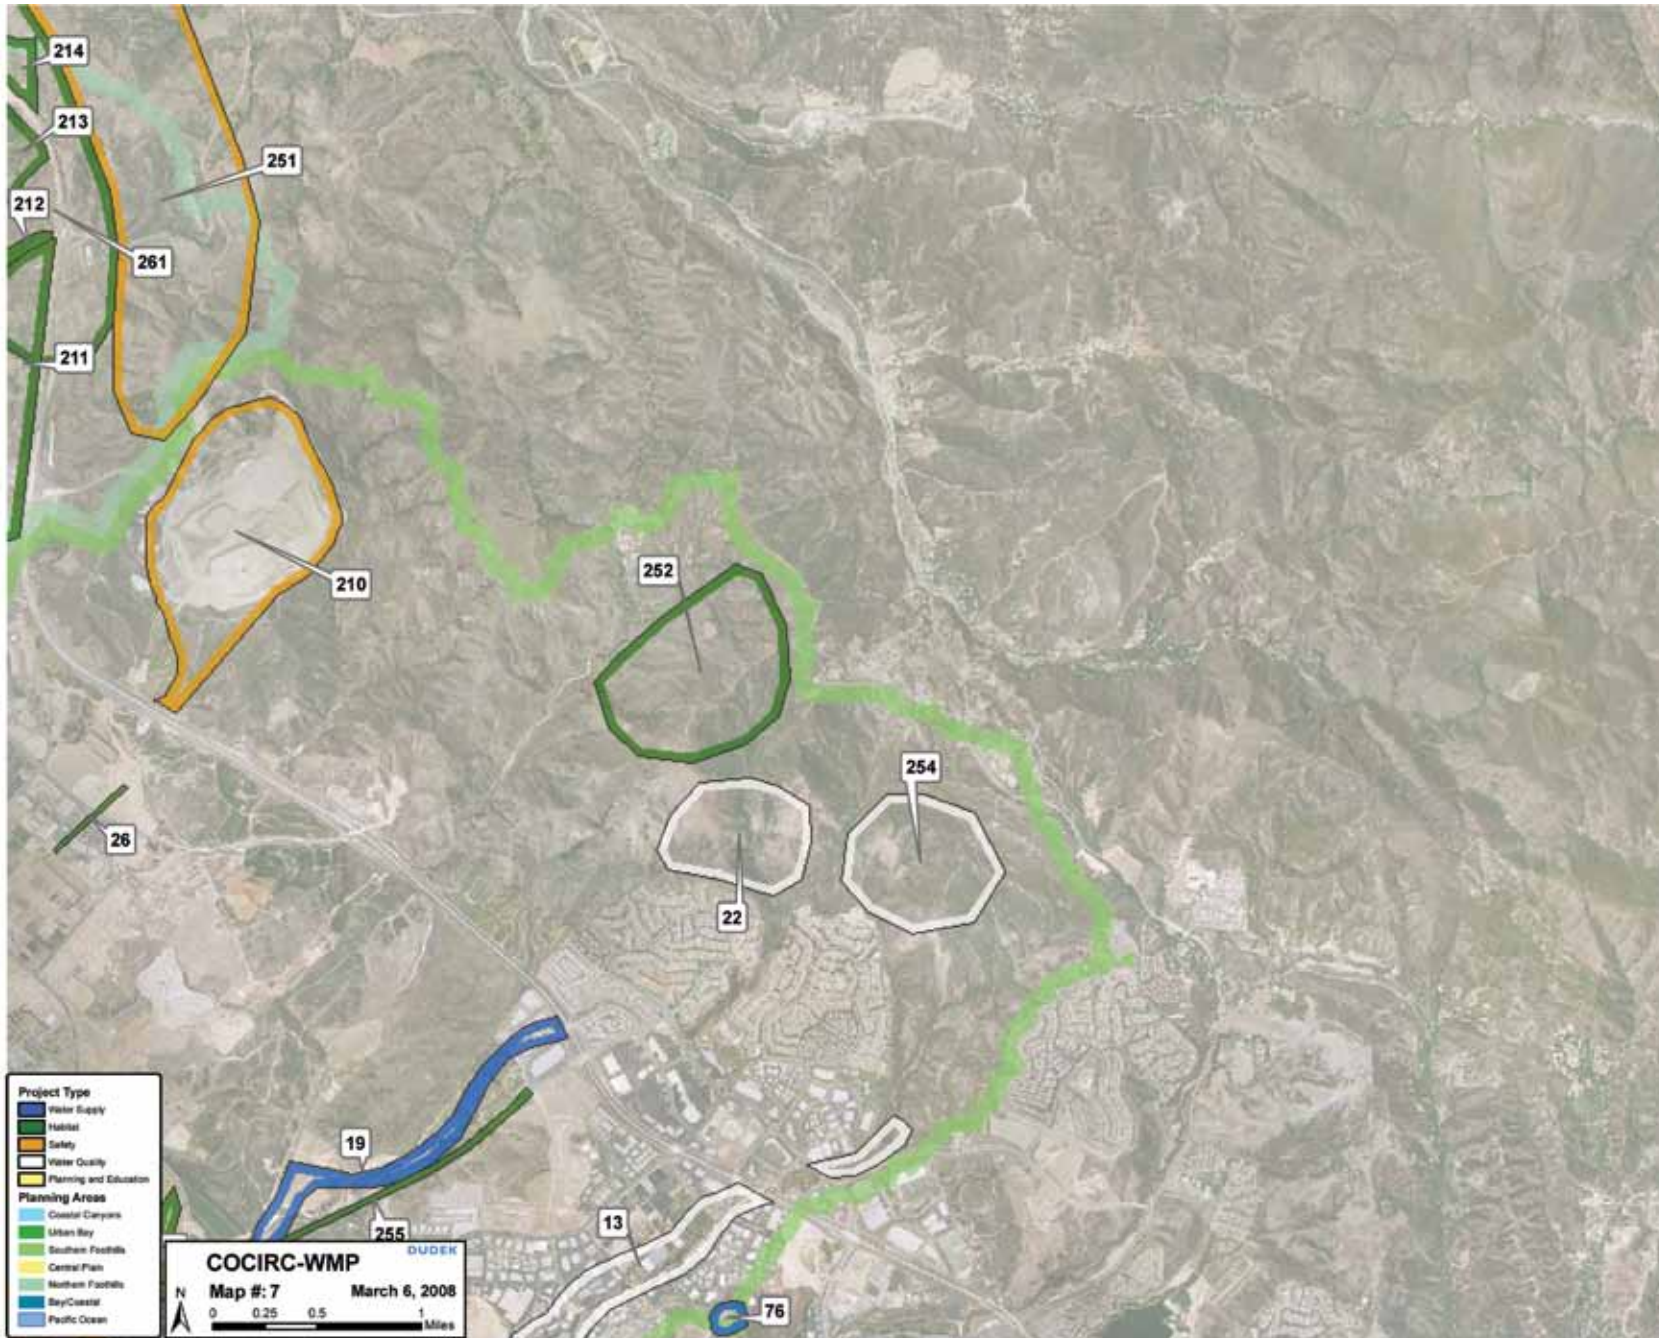 214
213
251
212
261
211
210
252
254
26
22
19
255
13
76
Project Type
Water Supply
Habitat
Safety
Water Quality
Planning and Education
Planning Areas
Coastal Canyons
Urban Bay
Southern Foothills
Central Plain
Northern Foothills
Bay/Coastal
Pacific Ocean
DUDEK
COCIRC-WMP
Map #: 7 March 6, 2008
N
0 0.25 0.5 1
Miles